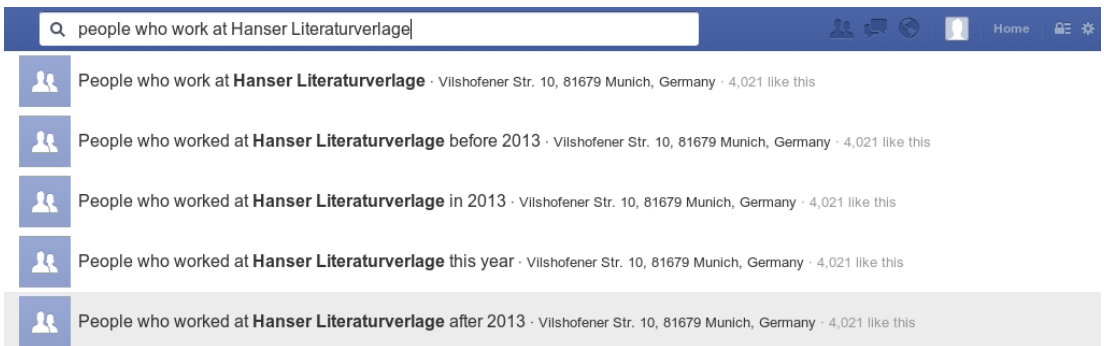 people who work at Hanser Literaturverlage Home
People who work at Hanser Literaturverlage · Vilshofener Str. 10, 81679 Munich, Germany · 4,021 like this
People who worked at Hanser Literaturverlage before 2013 · Vilshofener Str. 10, 81679 Munich, Germany · 4,021 like this
People who worked at Hanser Literaturverlage in 2013 · Vilshofener Str. 10, 81679 Munich, Germany · 4,021 like this
People who worked at Hanser Literaturverlage this year · Vilshofener Str. 10, 81679 Munich, Germany · 4,021 like this
People who worked at Hanser Literaturverlage after 2013 · Vilshofener Str. 10, 81679 Munich, Germany · 4,021 like this